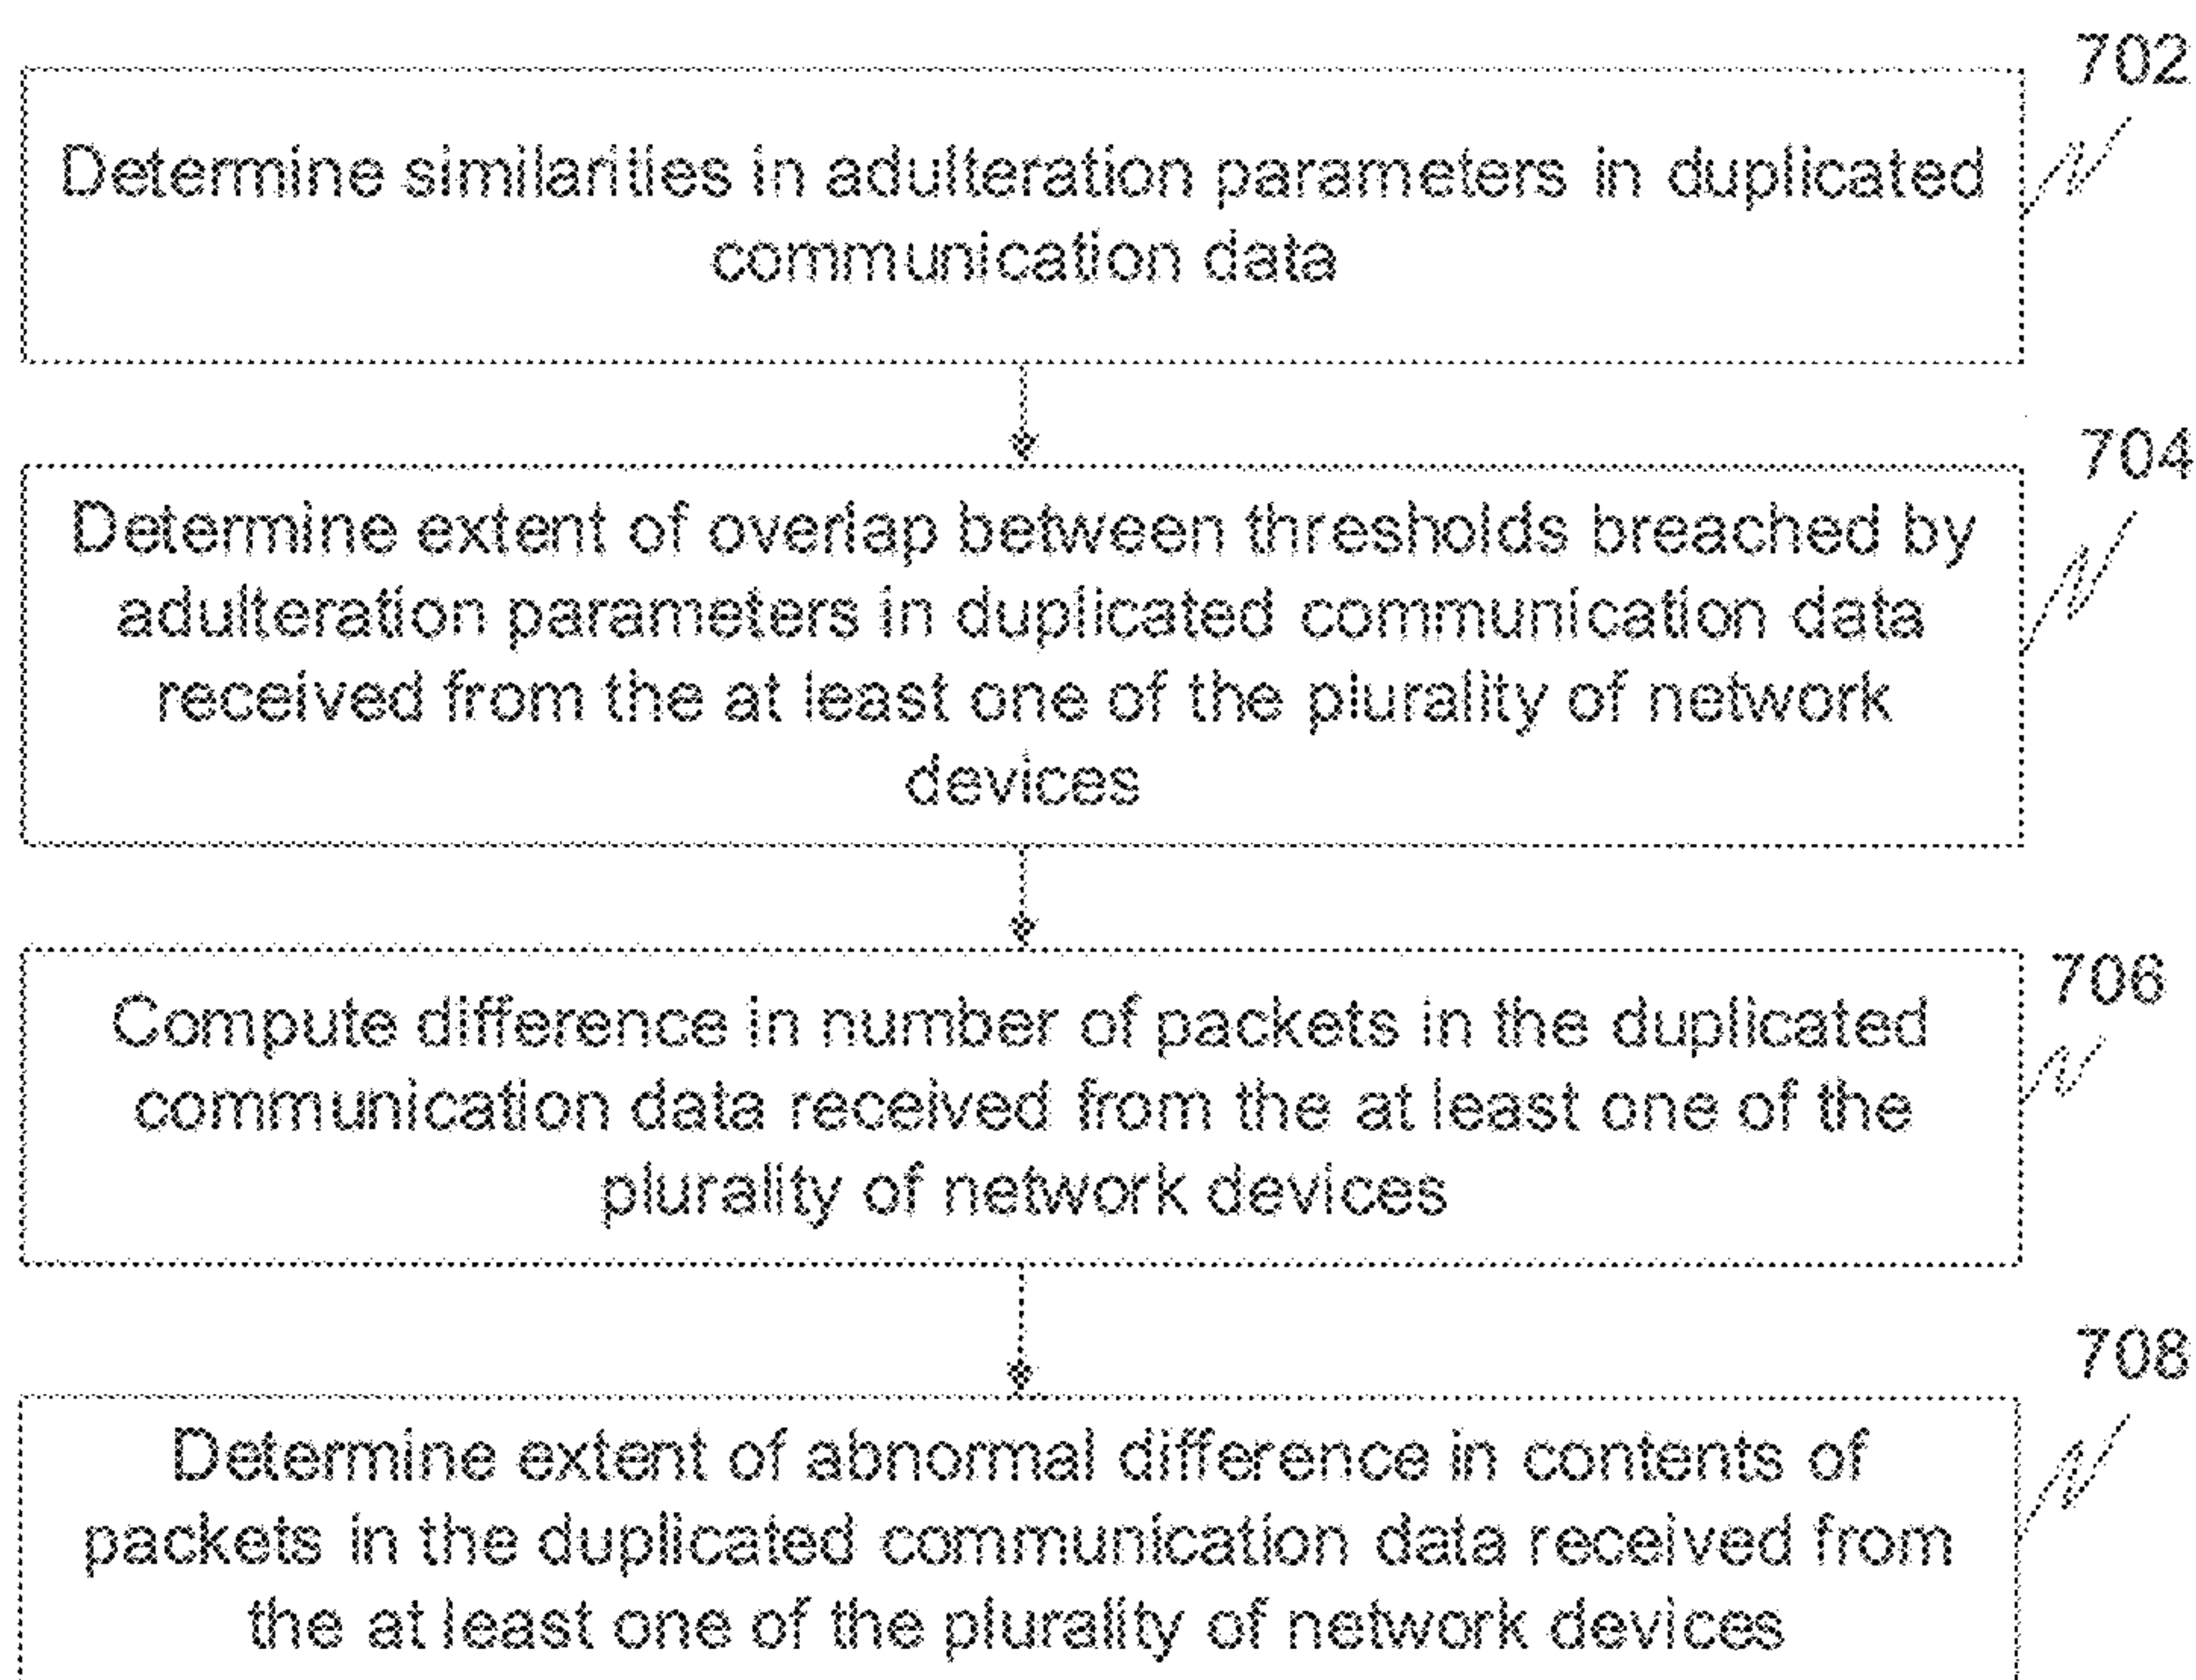 702
Determine similarities in adulteration parameters in duplicated
communication data
704
Determine extent of overlap between thresholds breached by
adulteration parameters in duplicated communication data
received from the at least one of the plurality of network
devices
706
Compute difference in number of packets in the duplicated
communication data received from the at least one of the
plurality of network devices
708
Determine extent of abnormal difference in contents of
packets in the duplicated communication data received from
the at least one of the plurality of network devices